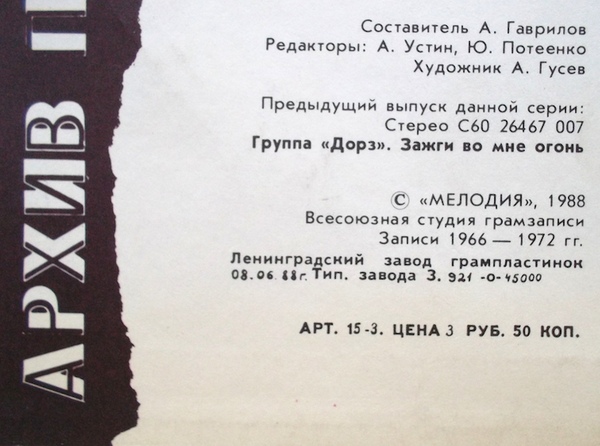 АРХИВ П
Составитель А. Гаврилов
Редакторы: А. Устин, Ю. Потеенко
Художник А. Гусев
Предыдущий выпуск данной серии:
Стерео С60 26467 007
Группа «Дорз». Зажги во мне огонь
© «МЕЛОДИЯ», 1988
Всесоюзная студия грамзаписи
Записи 1966 — 1972 гг.
Ленинградский завод грампластинок
08.06.88г. Тип. завода З. 921 -0-45000
АРТ. 15-3. ЦЕНА 3 РУБ. 50 КОП.